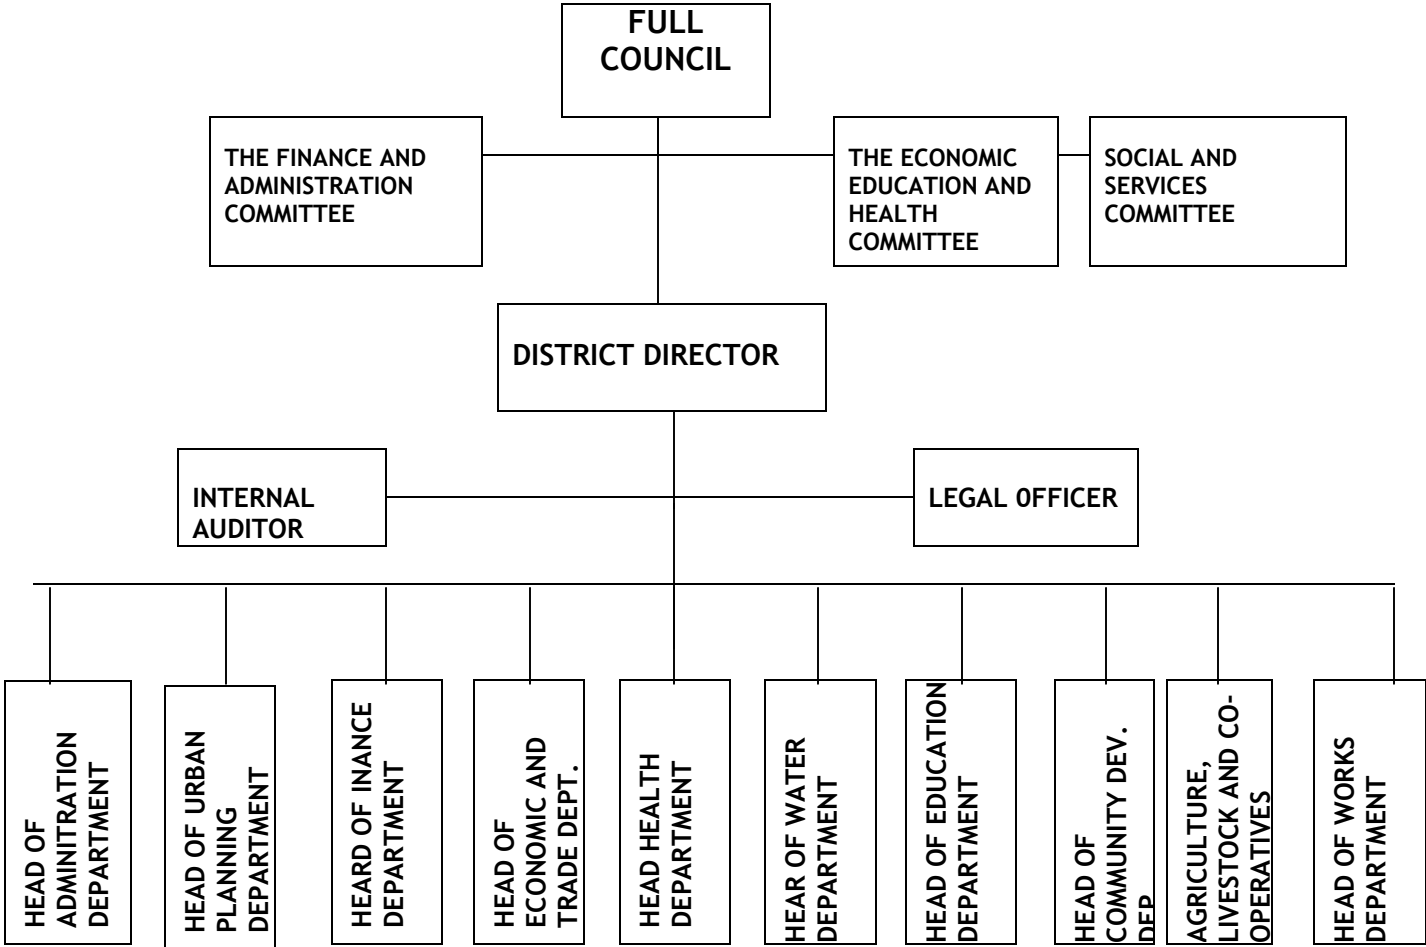 FULL
COUNCIL
THE FINANCE AND
ADMINISTRATION
COMMITTEE
THE ECONOMIC
EDUCATION AND
HEALTH
COMMITTEE
SOCIAL AND
SERVICES
COMMITTEE
DISTRICT DIRECTOR
INTERNAL
AUDITOR
LEGAL 0FFICER
HEAD OF
ADMINITRATION
DEPARTMENT
HEAD OF URBAN
PLANNING
DEPARTMENT
HEARD OF INANCE
DEPARTMENT
HEAD OF
ECONOMIC AND
TRADE DEPT.
HEAD HEALTH
DEPARTMENT
HEAR OF WATER
DEPARTMENT
HEAD OF EDUCATION
DEPARTMENT
HEAD OF
COMMUNITY DEV.
DEP
AGRICULTURE,
LIVESTOCK AND CO-
OPERATIVES
HEAD OF WORKS
DEPARTMENT